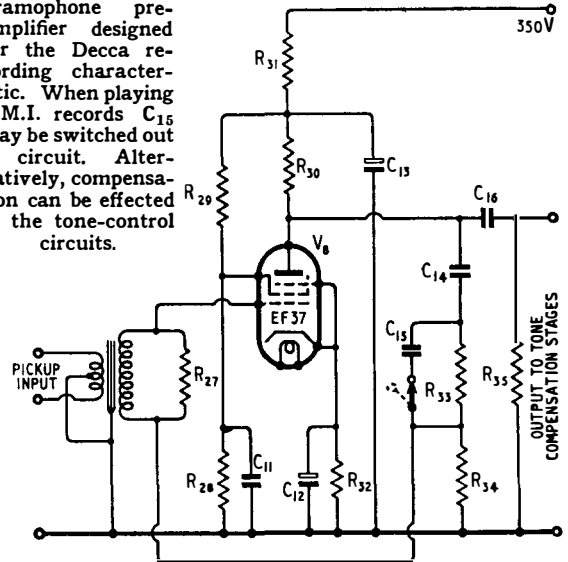 ramophone pre-
mplifier designed
r the Decca re-
ording character-
tic. When playing
M.I. records C15
ay be switched out
circuit. Alter-
atively, compensa-
on can be effected
the tone-control
circuits.
350V
R31
R29
R30
C13
C16
V8
C14
EF37
C15
PICKUP
INPUT
R27
R33
R35
OUTPUT TO TONE
COMPENSATION STAGES
R28
C11
C12
R32
R34